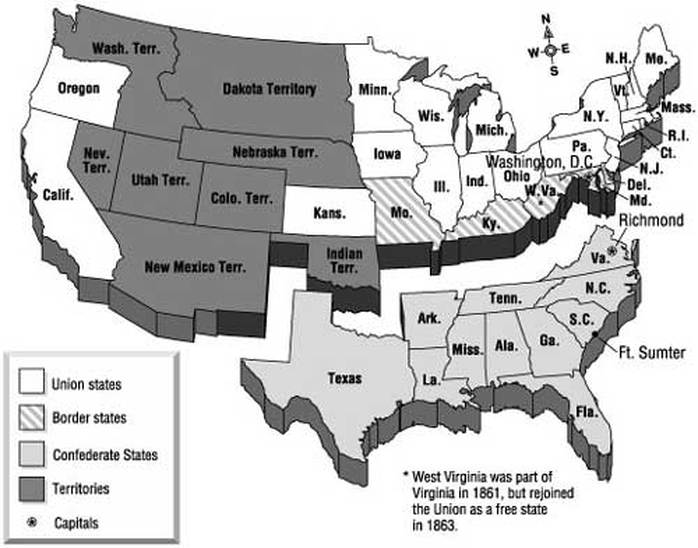 N
W E
S
Wash. Terr.
Oregon
Dakota Territory
Minn.
Wis.
Mich.
N.H.
Me.
Vt.
Mass.
N.Y.
R.I.
Ct.
Pa.
N.J.
Nev.
Terr.
Utah Terr.
Colo. Terr.
Nebraska Terr.
Iowa
Ill.
Ind.
Ohio
Washington, D.C.
W.Va.
*
Del.
Md.
Calif.
Kans.
Mo.
Ky.
Richmond
Va.
New Mexico Terr.
Indian
Terr.
N.C.
Tenn.
Ark.
S.C.
Ft. Sumter
Miss.
Ala.
Ga.
Texas
La.
Fla.
Union states
Border states
Confederate States
Territories
Capitals
* West Virginia was part of
Virginia in 1861, but rejoined
the Union as a free state
in 1863.